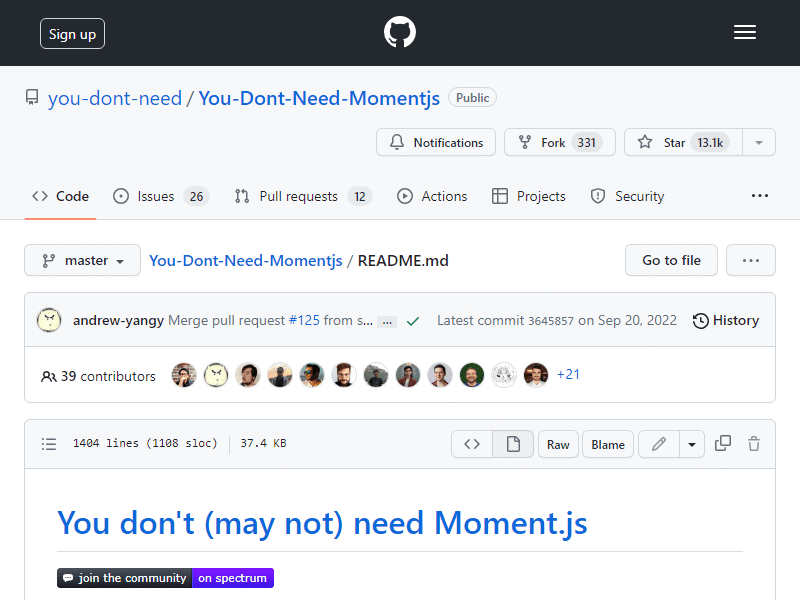 Sign up
you-dont-need / You-Dont-Need-Momentjs Public
Notifications Fork 331 Star 13.1k
Code Issues 26 Pull requests 12 Actions Projects Security ...
master You-Dont-Need-Momentjs / README.md Go to file ...
andrew-yangy Merge pull request #125 from s... ... Latest commit 3645857 on Sep 20, 2022 History
39 contributors +21
1404 lines (1108 sloc) 37.4 KB Raw Blame
You don't (may not) need Moment.js
join the community on spectrum